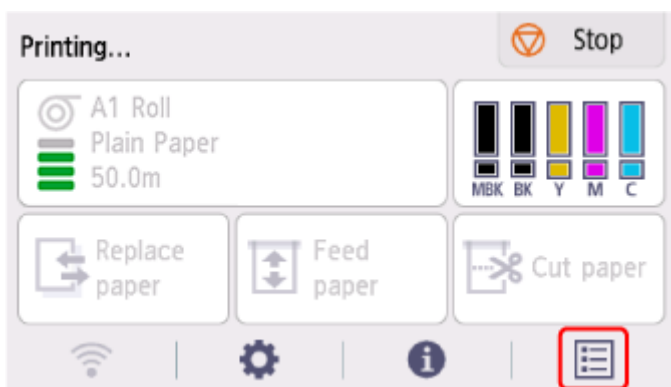 Printing...
Stop
A1 Roll
Plain Paper
50.0m
MBK BK Y M C
Replace
paper
Feed
paper
Cut paper